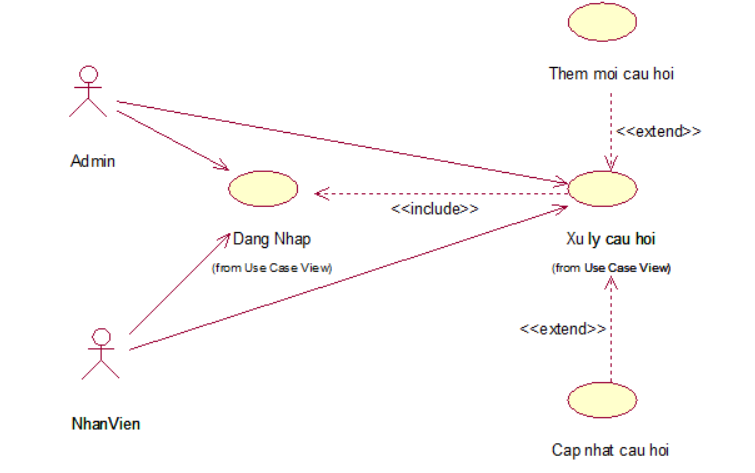 Them moi cau hoi
<<extend>>
Admin
<<include>>
Dang Nhap
(from Use Case View)
Xu ly cau hoi
(from Use Case View)
<<extend>>
NhanVien
Cap nhat cau hoi